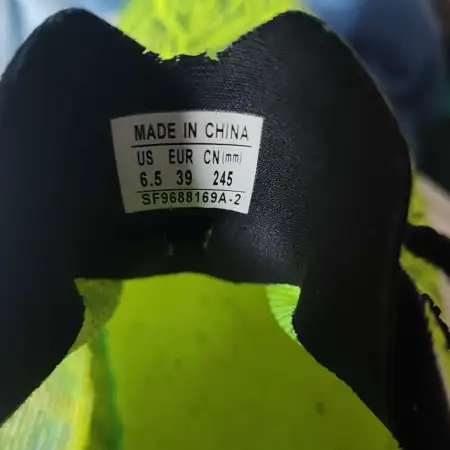 MADE IN CHINA
US EUR CN(mm)
6.5 39 245
SF9688169A-2